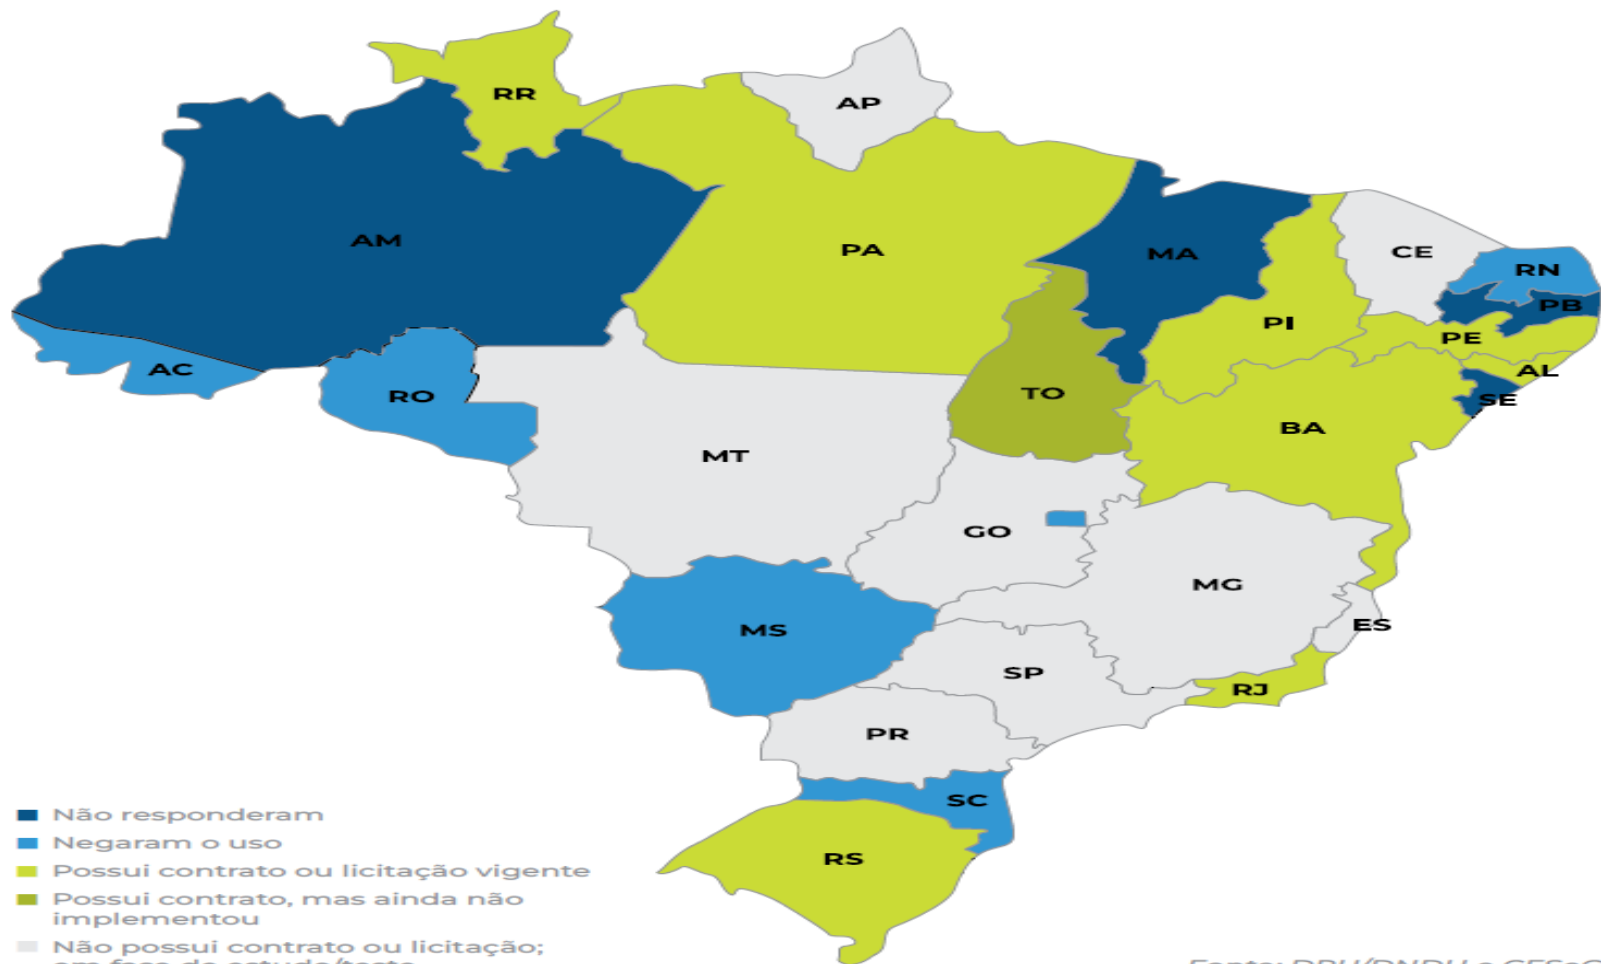 RR
AP
AM
PA
MA
CE
RN
PB
PI
PE
AL
SE
AC
RO
TO
BA
MT
GO
MG
ES
MS
SP
RJ
PR
SC
RS
Não responderam
Negaram o uso
Possui contrato ou licitação vigente
Possui contrato, mas ainda não
implementou
Não possui contrato ou licitação;